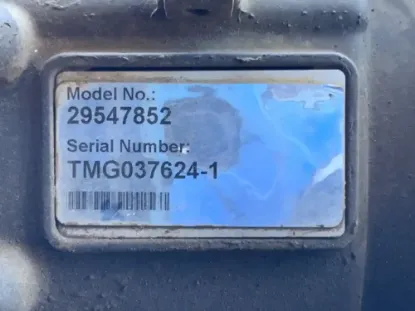 Model No.:
29547852
Serial Number:
TMG037624-1